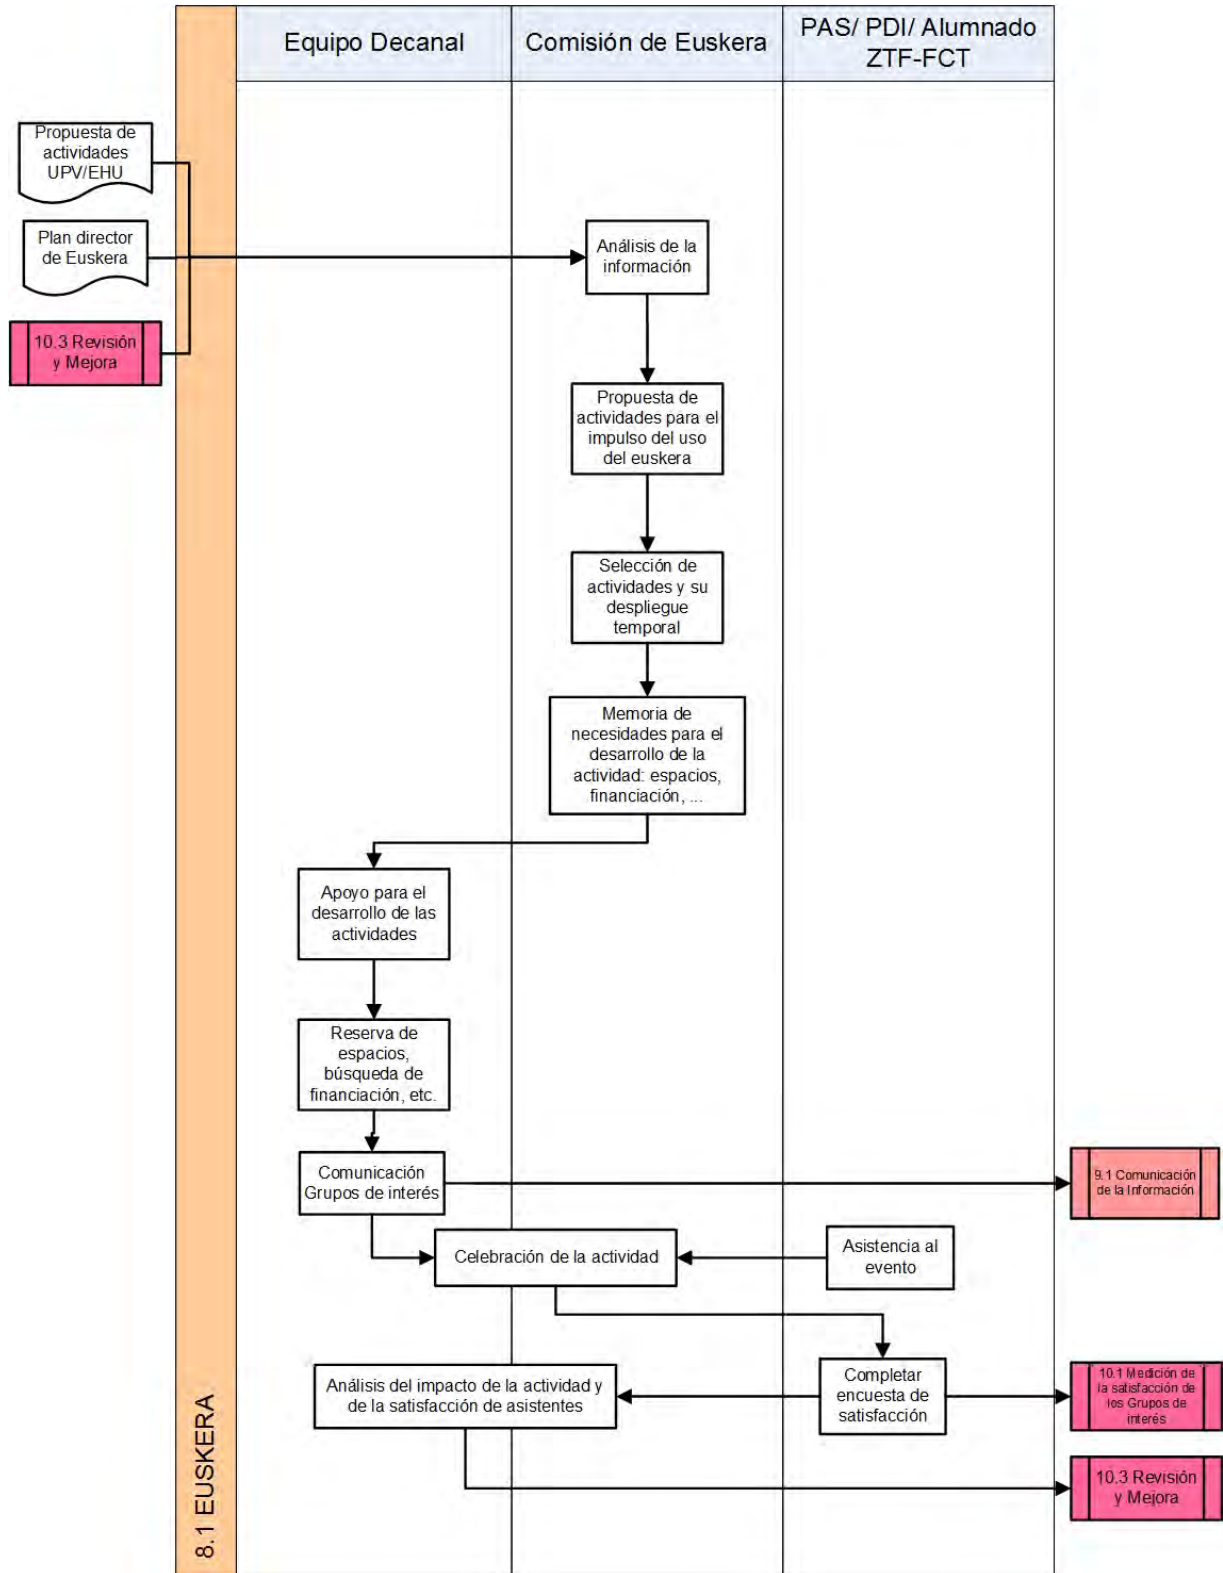 Equipo Decanal
Comisión de Euskera
PAS/ PDI/ Alumnado
ZTF-FCT
Propuesta de
actividades
UPV/EHU
Plan director
de Euskera
10.3 Revisión
y Mejora
Análisis de la
información
Propuesta de
actividades para el
impulso del uso
del euskera
Selección de
actividades y su
despliegue
temporal
Memoria de
necesidades para el
desarrollo de la
actividad: espacios,
financiación, ...
Apoyo para el
desarrollo de las
actividades
Reserva de
espacios,
búsqueda de
financiación, etc.
Comunicación
Grupos de interés
9.1 Comunicación
de la Información
Celebración de la actividad
Asistencia al
evento
Análisis del impacto de la actividad y
de la satisfacción de asistentes
Completar
encuesta de
satisfacción
10.1 Medición de
la satisfacción de
los Grupos de
interés
10.3 Revisión
y Mejora
8.1 EUSKERA